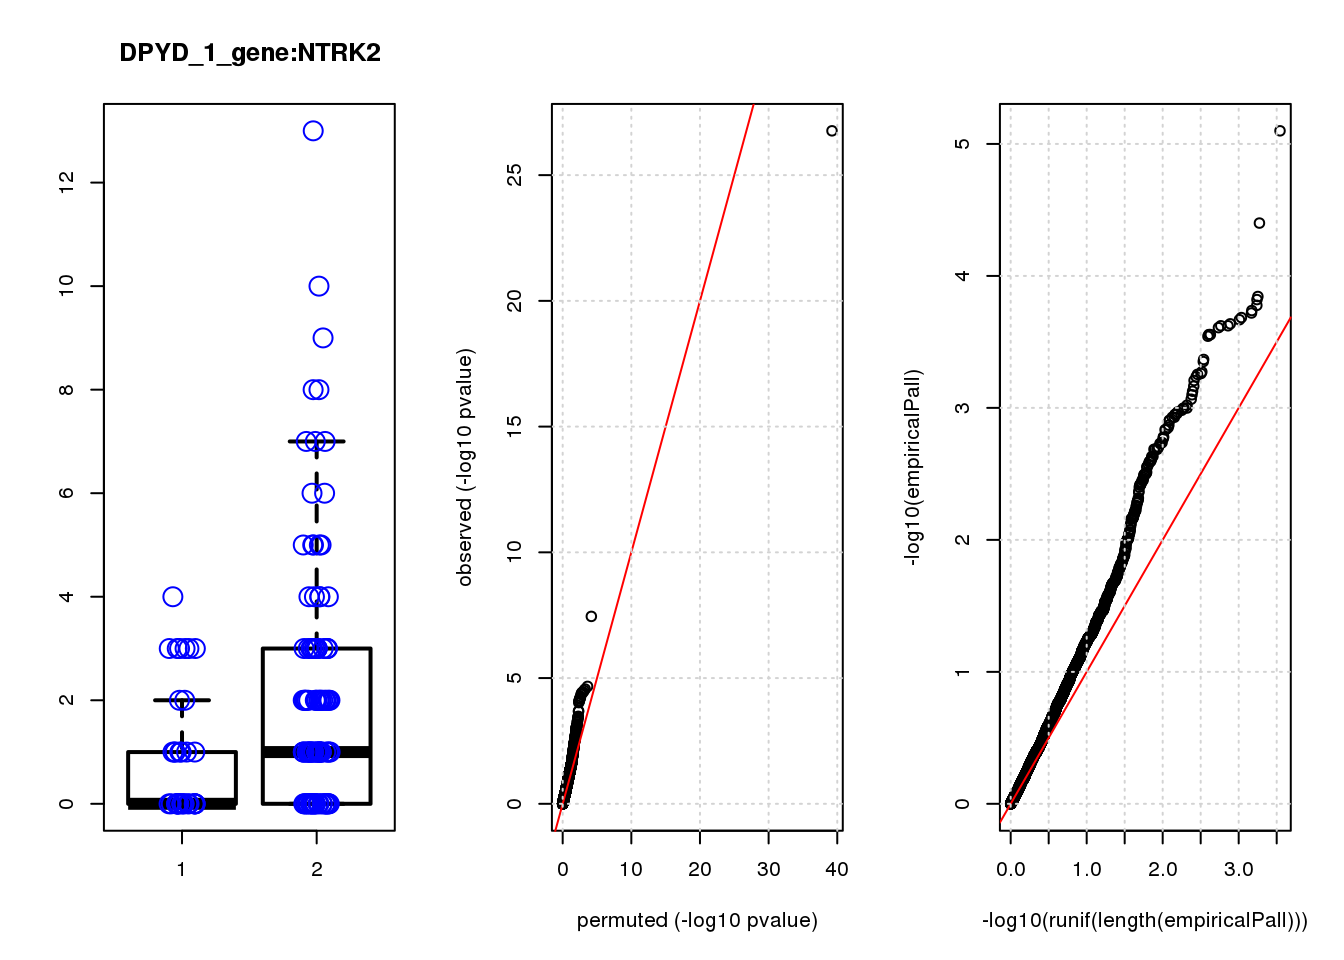 DPYD_1_gene:NTRK2
12
10
8
6
4
2
0
1 2
observed (-log10 pvalue)
25
20
15
10
5
0
0 10 20 30 40
permuted (-log10 pvalue)
-log10(empiricalPall)
5
4
3
2
1
0
0.0 1.0 2.0 3.0
-log10(runif(length(empiricalPall)))